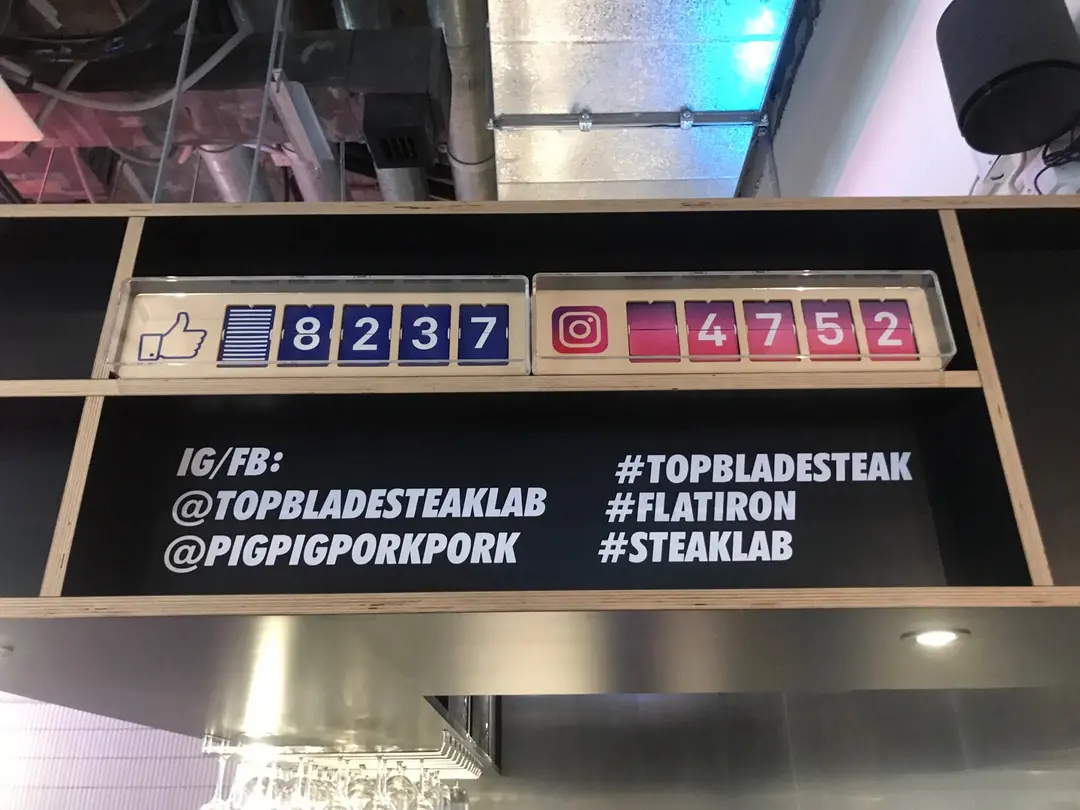 8237
4752
IG/FB:
@TOPBLADESTEAKLAB
@PIGPIGPORKPORK
#TOPBLADESTEAK
#FLATIRON
#STEAKLAB